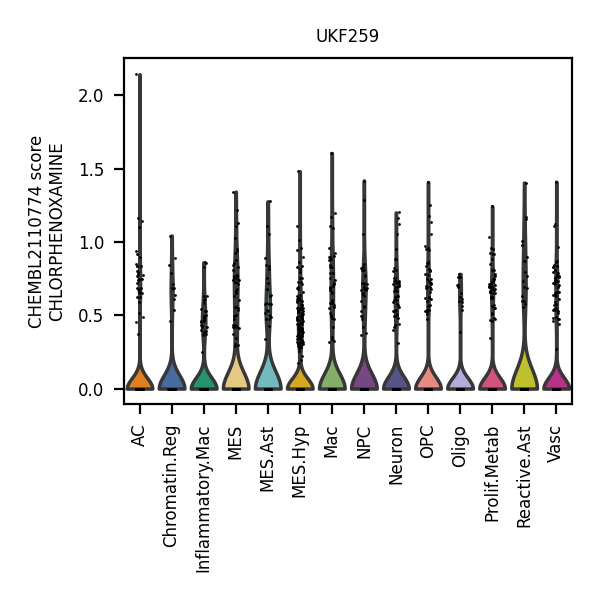 UKF259
CHEMBL2110774 score
CHLORPHENOXAMINE
2.0
1.5
1.0
0.5
0.0
AC
Chromatin.Reg
Inflammatory.Mac
MES
MES.Ast
MES.Hyp
Mac
NPC
Neuron
OPC
Oligo
Prolif.Metab
Reactive.Ast
Vasc